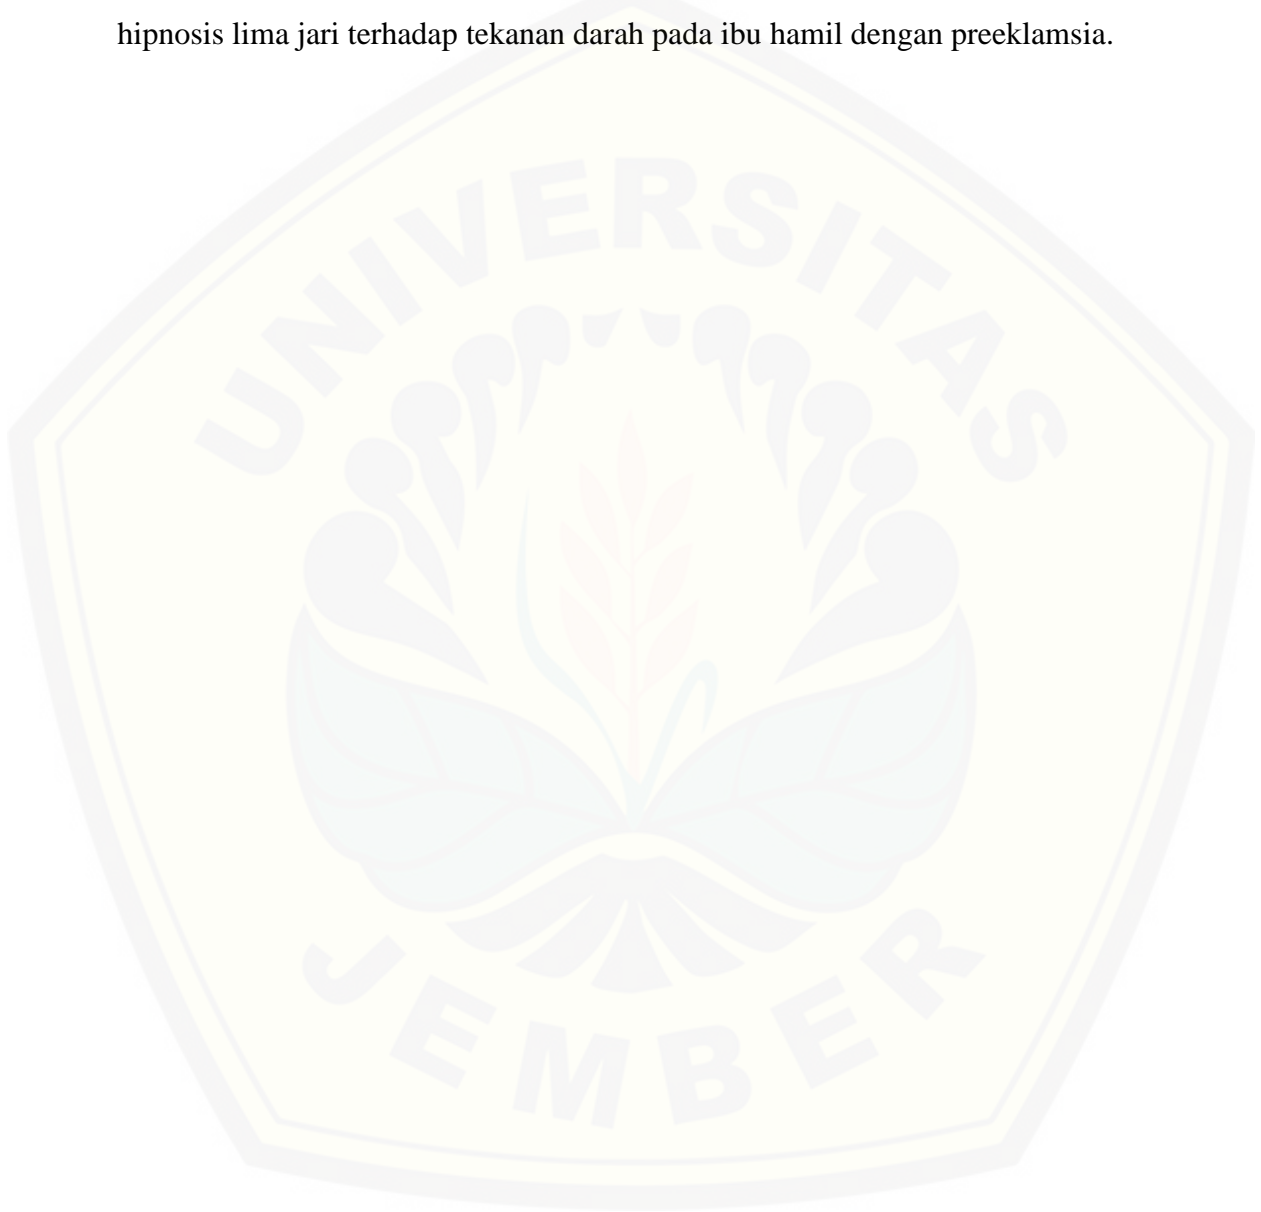 hipnosis lima jari terhadap tekanan darah pada ibu hamil dengan preeklamsia.
UNIVERSITAS
JEMBER